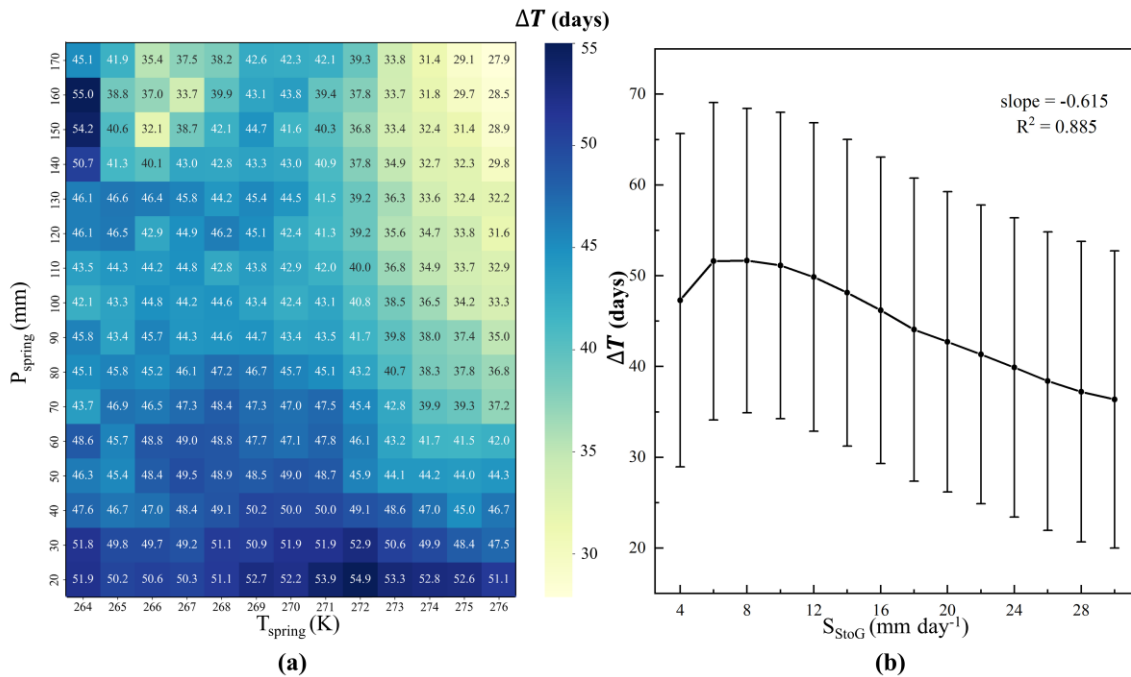 ΔT (days)
170 45.1 41.9 35.4 37.5 38.2 42.6 42.3 42.1 39.3 33.8 31.4 29.1 27.9
160 55.0 38.8 37.0 33.7 39.9 43.1 43.8 39.4 37.8 33.7 31.8 29.7 28.5
150 54.2 40.6 32.1 38.7 42.1 44.7 41.6 40.3 36.8 33.4 32.4 31.4 28.9
140 50.7 41.3 40.1 43.0 42.8 43.3 43.0 40.9 37.8 34.9 32.7 32.3 29.8
130 46.1 46.6 46.4 45.8 44.2 45.4 44.5 41.5 39.2 36.3 33.6 32.4 32.2
120 46.1 46.5 42.9 44.9 46.2 45.1 42.4 41.3 39.2 35.6 34.7 33.8 31.6
110 43.5 44.3 44.2 44.8 42.8 43.8 42.9 42.0 40.0 36.8 34.9 33.7 32.9
100 42.1 43.3 44.8 44.2 44.6 43.4 42.4 43.1 40.8 38.5 36.5 34.2 33.3
90 45.8 43.4 45.7 44.3 44.6 44.7 43.4 43.5 41.7 39.8 38.0 37.4 35.0
80 45.1 45.8 45.2 46.1 47.2 46.7 45.7 45.1 43.2 40.7 38.3 37.8 36.8
70 43.7 46.9 46.5 47.3 48.4 47.3 47.0 47.5 45.4 42.8 39.9 39.3 37.2
60 48.6 45.7 48.8 49.0 48.8 47.7 47.1 47.8 46.1 43.2 41.7 41.5 42.0
50 46.3 45.4 48.4 49.5 48.9 48.5 49.0 48.7 45.9 44.1 44.2 44.0 44.3
40 47.6 46.7 47.0 48.4 49.1 50.2 50.0 50.0 49.1 48.6 47.0 45.0 46.7
30 51.8 49.8 49.7 49.2 51.1 50.9 51.9 51.9 52.9 50.6 49.9 48.4 47.5
20 51.9 50.2 50.6 50.3 51.1 52.7 52.2 53.9 54.9 53.3 52.8 52.6 51.1
264 265 266 267 268 269 270 271 272 273 274 275 276
P_spring (mm)
T_spring (K)
55
50
45
40
35
30
(a)
slope = -0.615
R² = 0.885
ΔT (days)
70
60
50
40
30
20
4 8 12 16 20 24 28
S_StoG (mm day⁻¹)
(b)